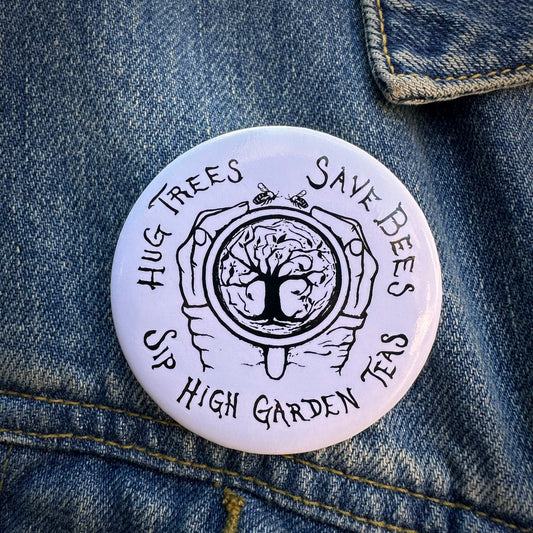 Hug Trees
Save Bees
Sip High Garden Teas